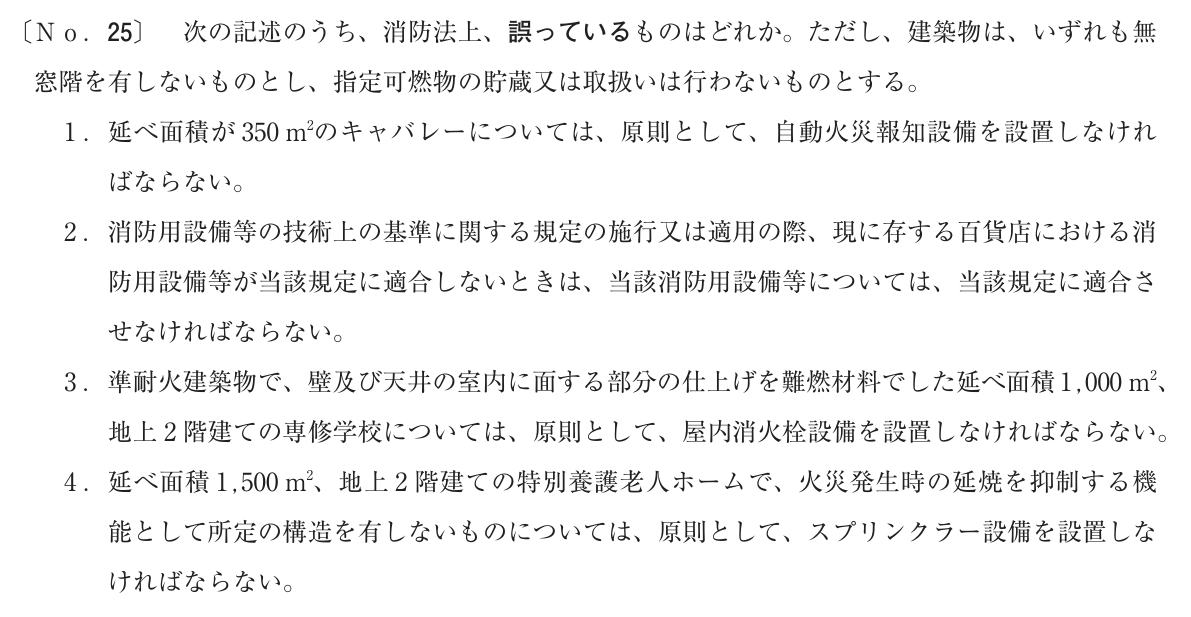 〔Ｎｏ．25〕　次の記述のうち、消防法上、誤っているものはどれか。ただし、建築物は、いずれも無
窓階を有しないものとし、指定可燃物の貯蔵又は取扱いは行わないものとする。
１．延べ面積が 350 m²のキャバレーについては、原則として、自動火災報知設備を設置しなけれ
ばならない。
２．消防用設備等の技術上の基準に関する規定の施行又は適用の際、現に存する百貨店における消
防用設備等が当該規定に適合しないときは、当該消防用設備等については、当該規定に適合さ
せなければならない。
３．準耐火建築物で、壁及び天井の室内に面する部分の仕上げを難燃材料でした延べ面積 1,000 m²、
地上２階建ての専修学校については、原則として、屋内消火栓設備を設置しなければならない。
４．延べ面積 1,500 m²、地上２階建ての特別養護老人ホームで、火災発生時の延焼を抑制する機
能として所定の構造を有しないものについては、原則として、スプリンクラー設備を設置しな
ければならない。